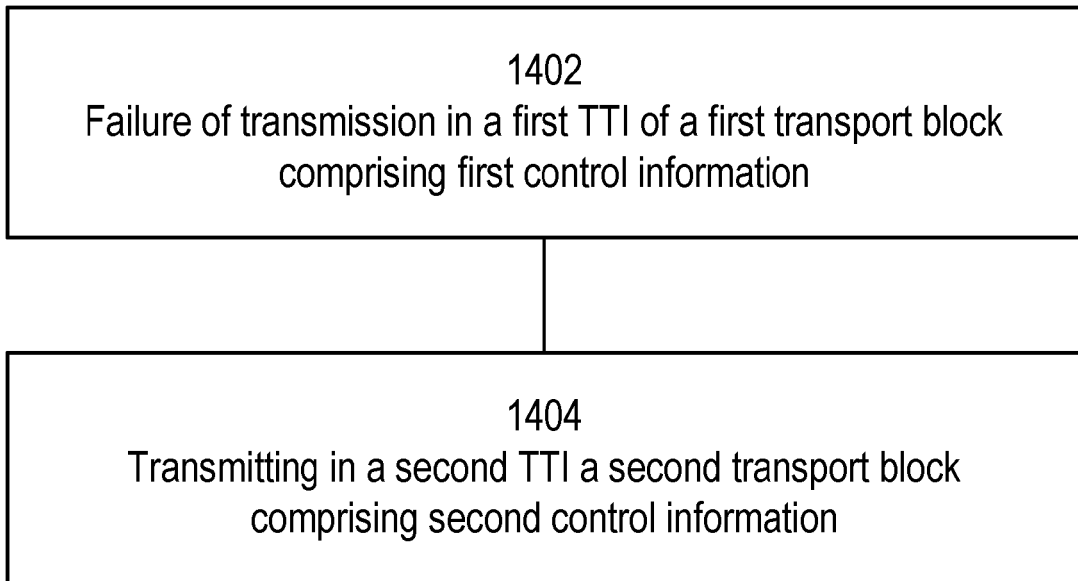 1402
Failure of transmission in a first TTI of a first transport block
comprising first control information
1404
Transmitting in a second TTI a second transport block
comprising second control information